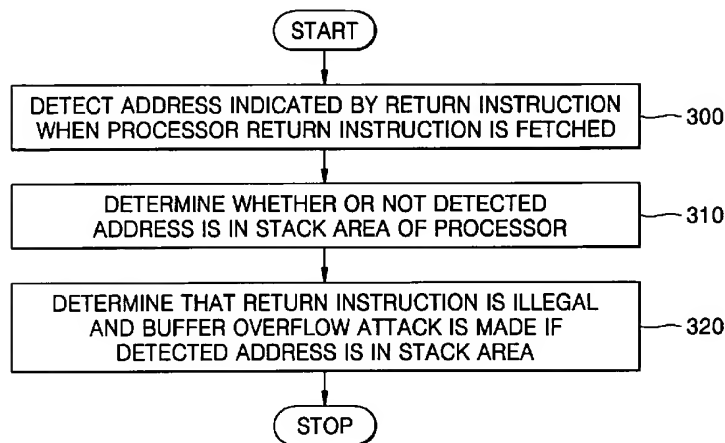 START
DETECT ADDRESS INDICATED BY RETURN INSTRUCTION
WHEN PROCESSOR RETURN INSTRUCTION IS FETCHED
300
DETERMINE WHETHER OR NOT DETECTED
ADDRESS IS IN STACK AREA OF PROCESSOR
310
DETERMINE THAT RETURN INSTRUCTION IS ILLEGAL
AND BUFFER OVERFLOW ATTACK IS MADE IF
DETECTED ADDRESS IS IN STACK AREA
320
STOP